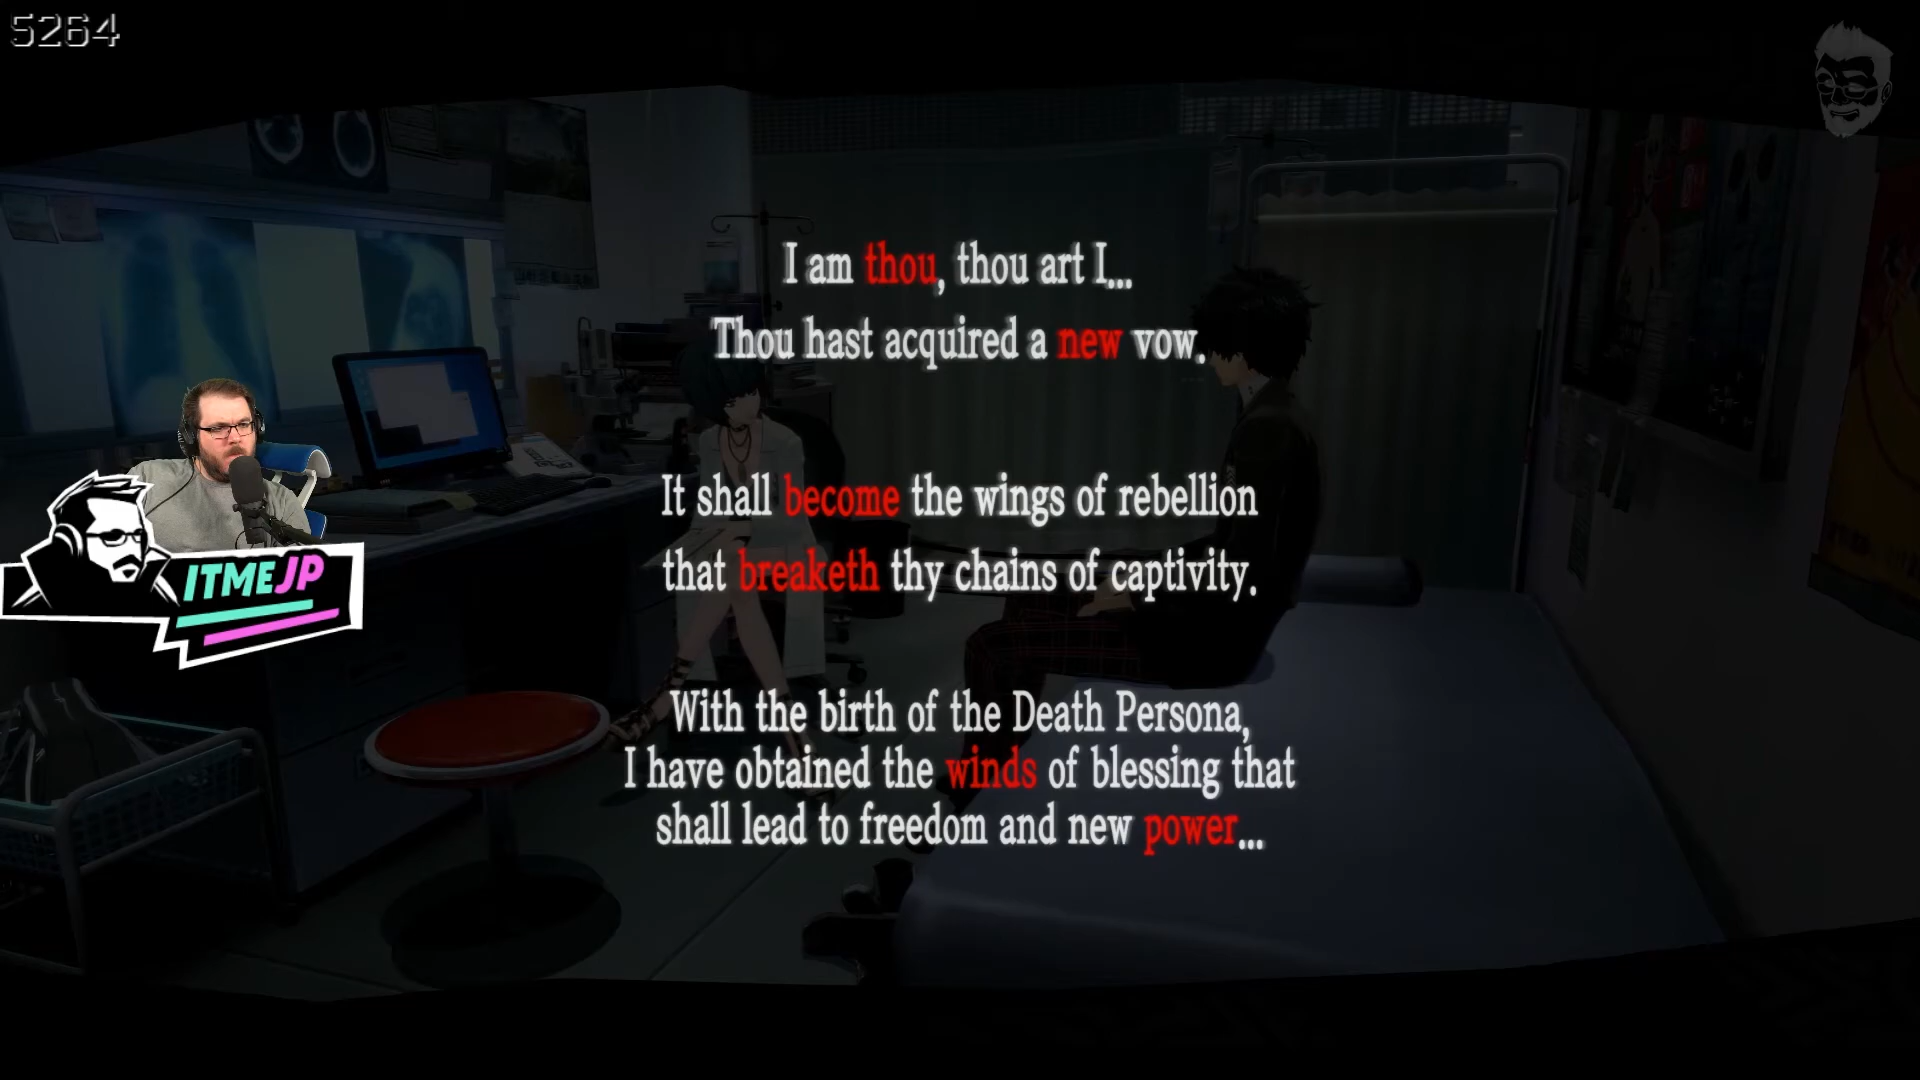 5264
I am thou, thou art I...
Thou hast acquired a new vow.
It shall become the wings of rebellion
that breaketh thy chains of captivity.
ITMEJP
With the birth of the Death Persona,
I have obtained the winds of blessing that
shall lead to freedom and new power...